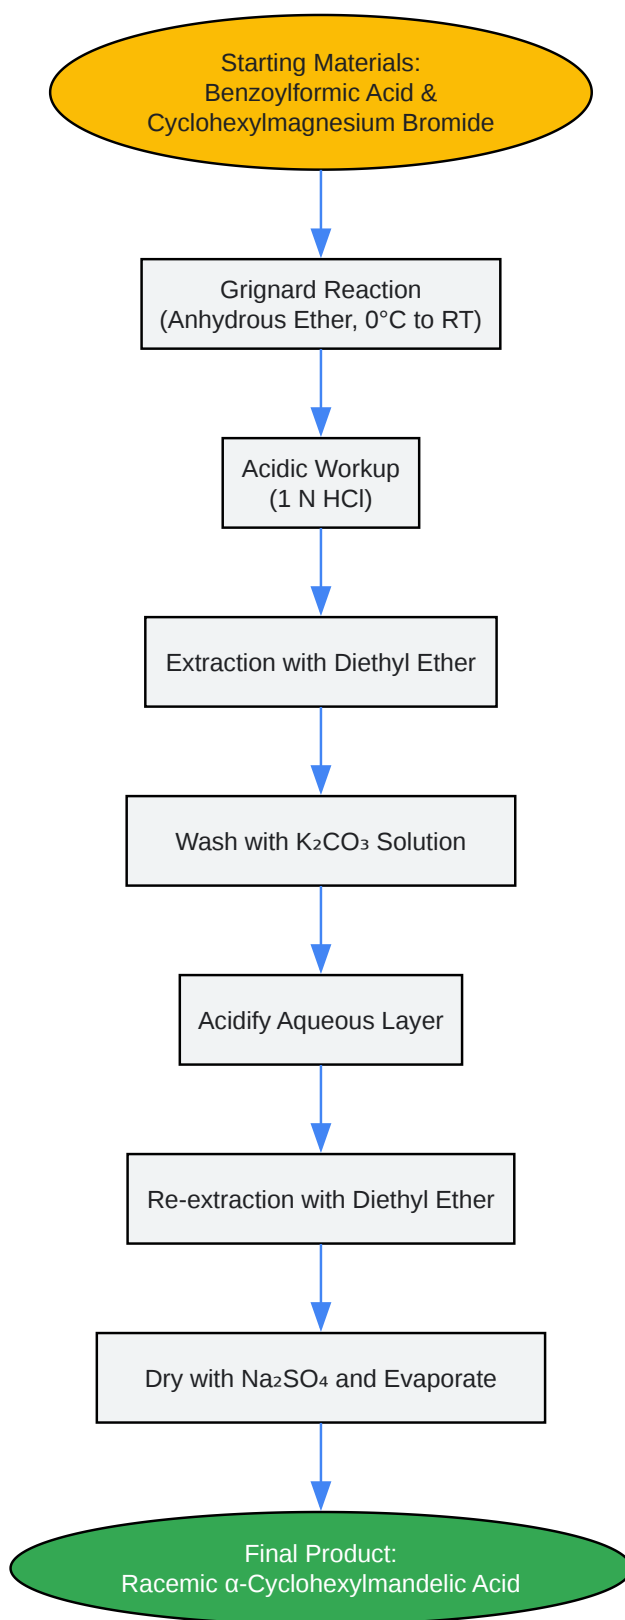 Starting Materials:
Benzoylformic Acid &
Cyclohexylmagnesium Bromide
Grignard Reaction
(Anhydrous Ether, 0°C to RT)
Acidic Workup
(1 N HCl)
Extraction with Diethyl Ether
Wash with K₂CO₃ Solution
Acidify Aqueous Layer
Re-extraction with Diethyl Ether
Dry with Na₂SO₄ and Evaporate
Final Product:
Racemic α-Cyclohexylmandelic Acid